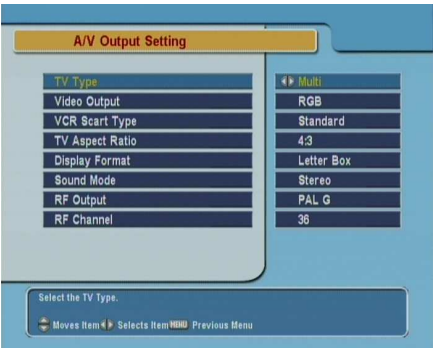 A/V Output Setting
TV Type Multi
Video Output RGB
VCR Scart Type Standard
TV Aspect Ratio 4:3
Display Format Letter Box
Sound Mode Stereo
RF Output PAL G
RF Channel 36
Select the TV Type.
Moves Item Selects Item MENU Previous Menu